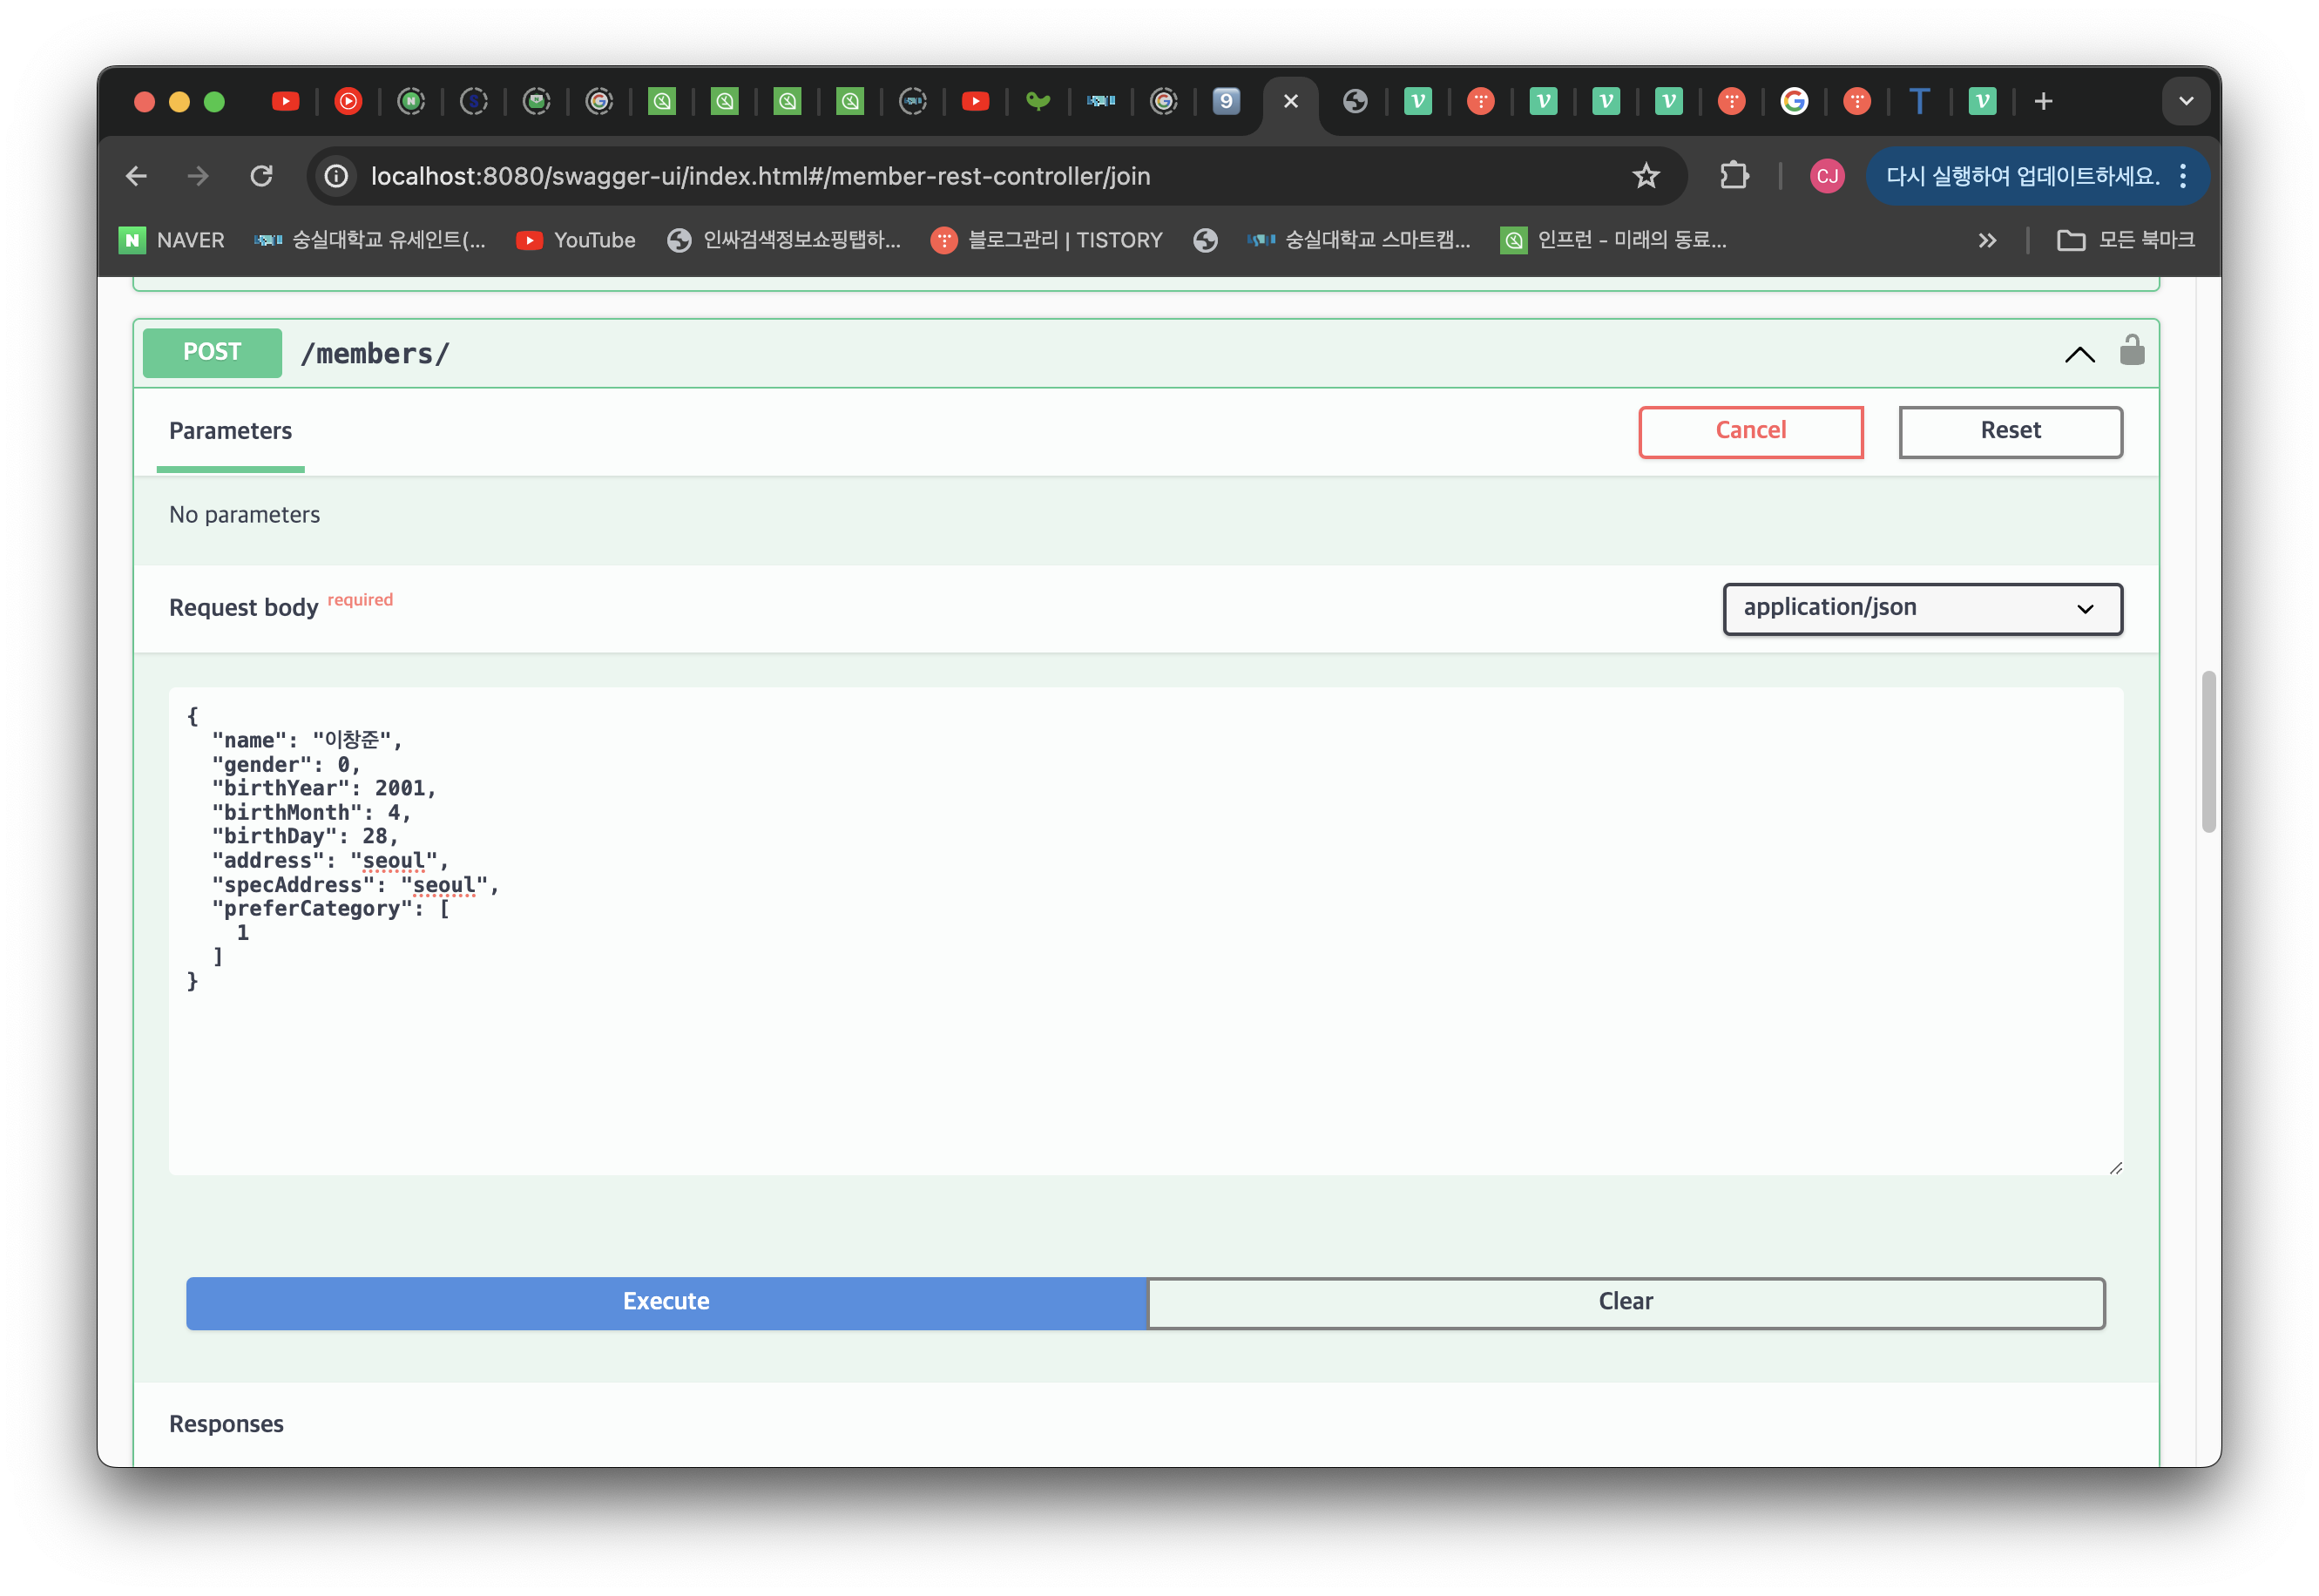 9
localhost:8080/swagger-ui/index.html#/member-rest-controller/join
CJ
다시 실행하여 업데이트하세요.
NAVER
숭실대학교 유세인트(...
YouTube
인싸검색정보쇼핑탭하...
블로그관리 | TISTORY
숭실대학교 스마트캠...
인프런 - 미래의 동료...
모든 북마크
POST /members/
Parameters
Cancel
Reset
No parameters
Request body required
application/json
{
"name": "이창준",
"gender": 0,
"birthYear": 2001,
"birthMonth": 4,
"birthDay": 28,
"address": "seoul",
"specAddress": "seoul",
"preferCategory": [
1
]
}
Execute
Clear
Responses